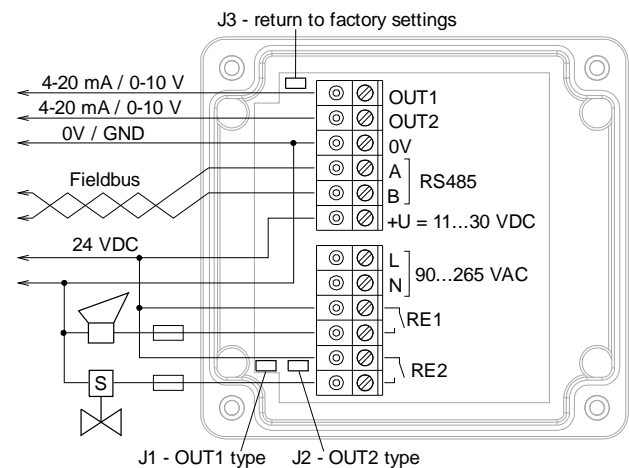 J3 - return to factory settings
4-20 mA / 0-10 V
OUT1
4-20 mA / 0-10 V
OUT2
0V / GND
0V
A
Fieldbus
RS485
B
+U = 11...30 VDC
24 VDC
L
90...265 VAC
N
RE1
RE2
S
J1 - OUT1 type
J2 - OUT2 type